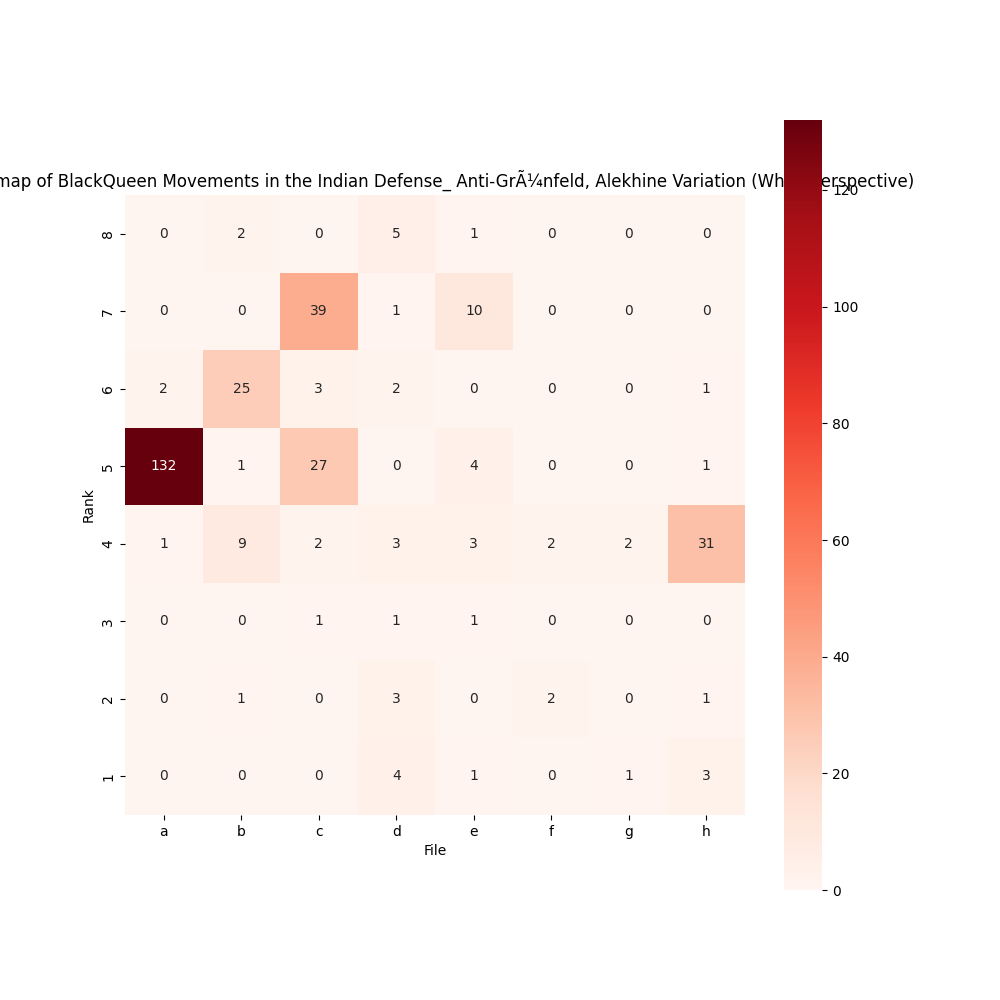 map of BlackQueen Movements in the Indian Defense_ Anti-GrÃ¼nfeld, Alekhine Variation (Wh erspective)
120
8 0 2 0 5 1 0 0 0
7 0 0 39 1 10 0 0 0
100
6 2 25 3 2 0 0 0 1
80
5 132 1 27 0 4 0 0 1
Rank
4 1 9 2 3 3 2 2 31
60
3 0 0 1 1 1 0 0 0
40
2 0 1 0 3 0 2 0 1
20
1 0 0 0 4 1 0 1 3
a b c d e f g h
File
0